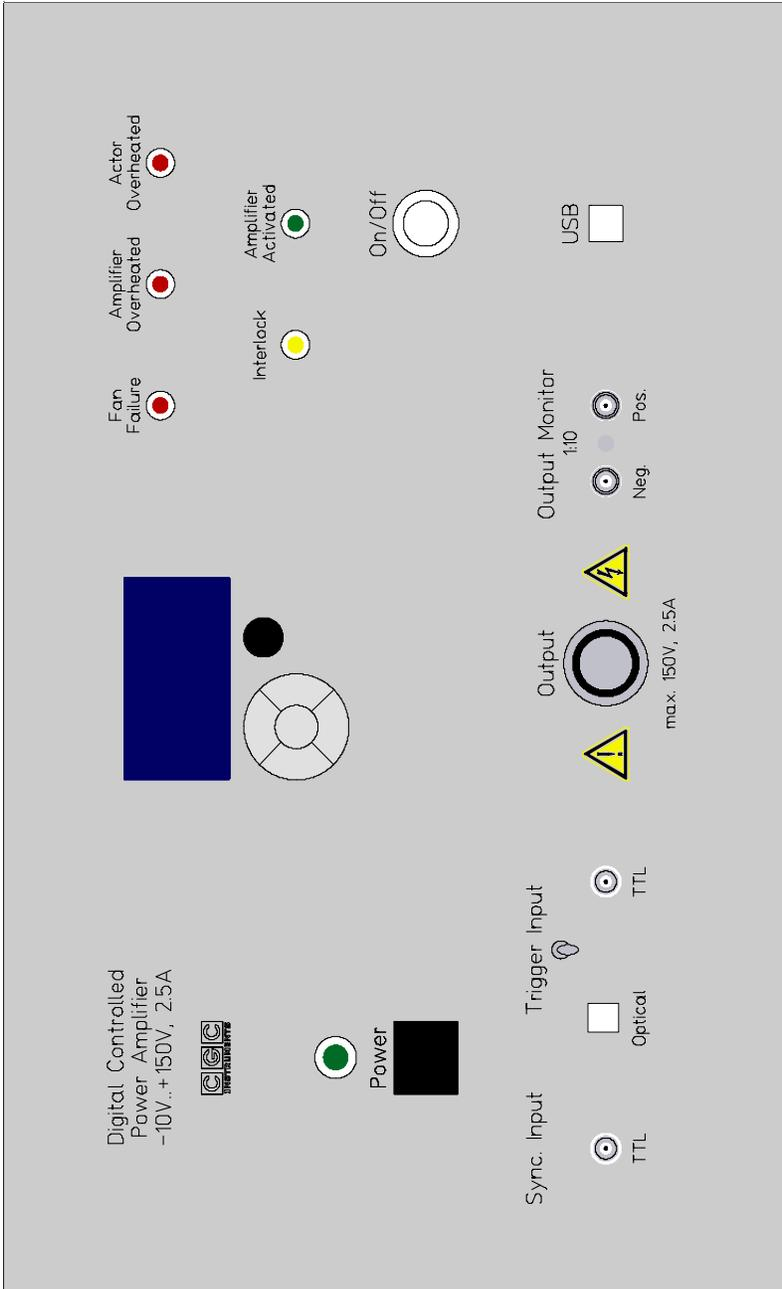 Digital Controlled
Power Amplifier
-10V..+150V, 2.5A
CGC
INSTRUMENTS
Fan
Failure
Amplifier
Overheated
Actor
Overheated
Interlock
Amplifier
Activated
Power
On/Off
Sync. Input
TTL
Trigger Input
Optical
TTL
Output
max. 150V, 2.5A
Output Monitor
1:10
Neg.
Pos.
USB